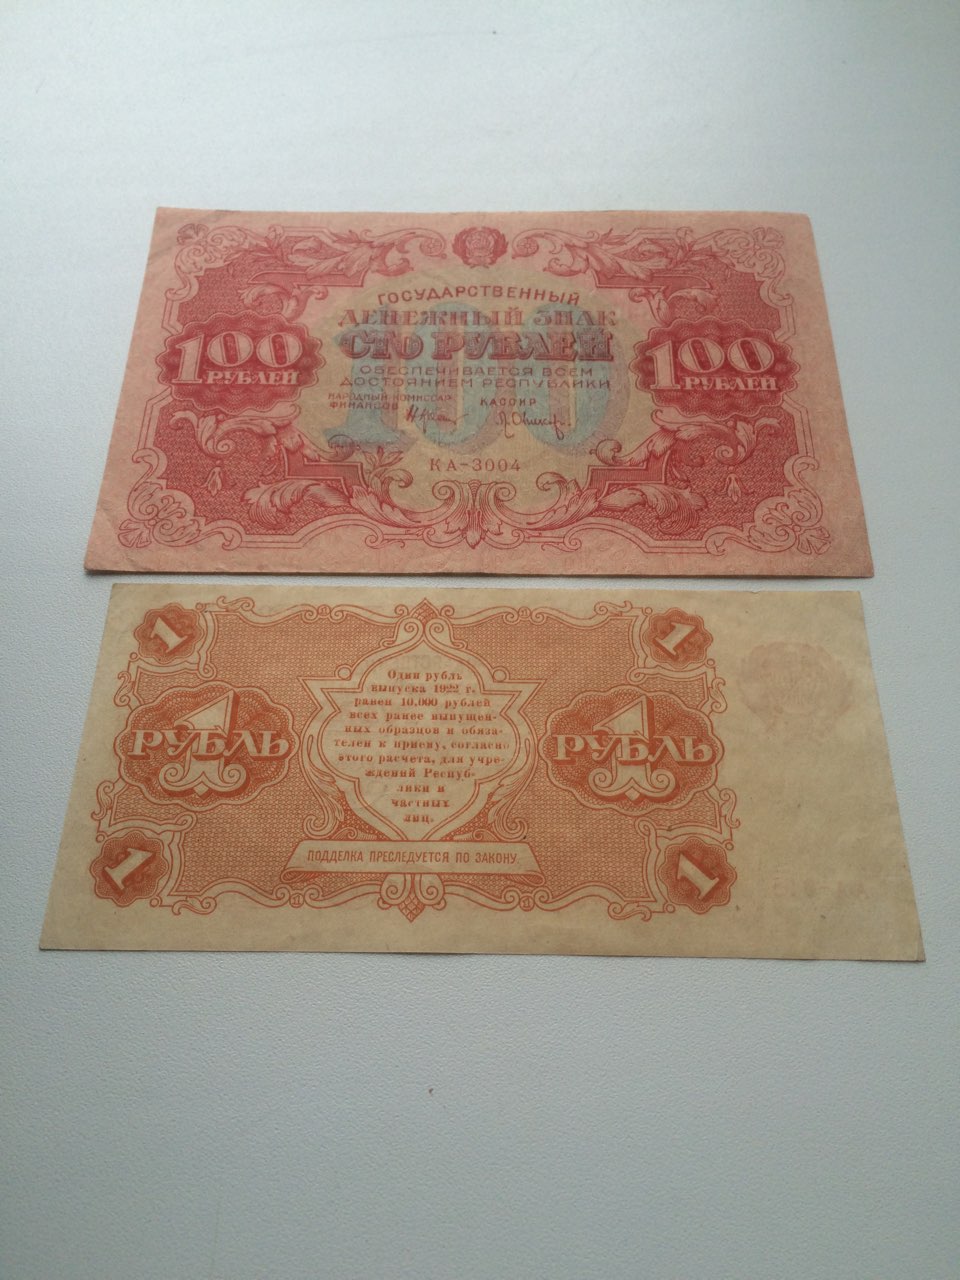 ГОСУДАРСТВЕННЫЙ
ДЕНЕЖНЫЙ ЗНАК
СТО РУБЛЕЙ
100
100
РУБЛЕЙ
100
РУБЛЕЙ
ОБЕСПЕЧИВАЕТСЯ ВСЕМ
ДОСТОЯНИЕМ РЕСПУБЛИКИ
НАРОДНЫЙ КОМИССАР
ФИНАНСОВ
КАССИР
КА-3004
1
1
1
РУБЛЬ
1
РУБЛЬ
Один рубль
выпуска 1922 г.
равен 10.000 рублей
всех ранее выпущен-
ных образцов и обяза-
телен к приему, согласно
этого расчета, для учре-
ждений Респуб-
лики и
частных
лиц.
ПОДДЕЛКА ПРЕСЛЕДУЕТСЯ ПО ЗАКОНУ.
1
1